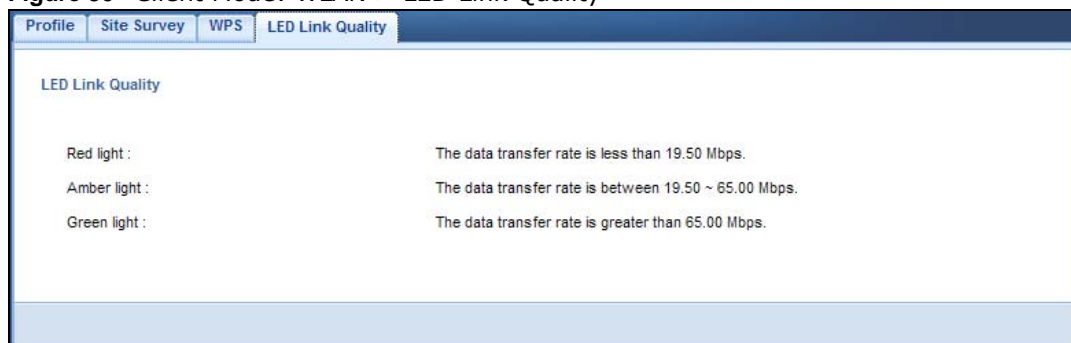 Profile Site Survey WPS LED Link Quality
LED Link Quality
Red light : The data transfer rate is less than 19.50 Mbps.
Amber light : The data transfer rate is between 19.50 ~ 65.00 Mbps.
Green light : The data transfer rate is greater than 65.00 Mbps.